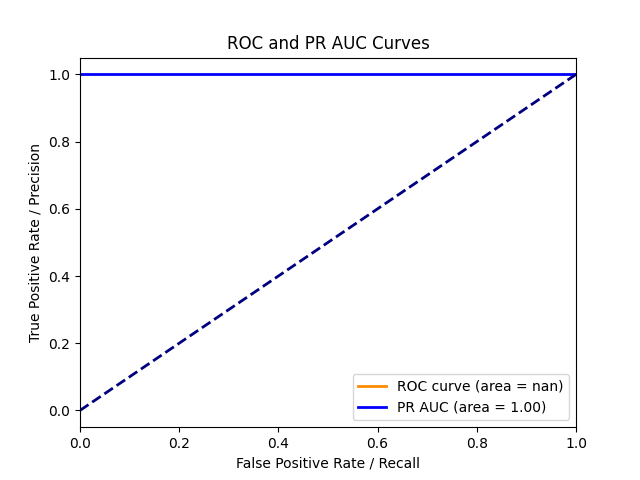 ROC and PR AUC Curves
True Positive Rate / Precision
1.0
0.8
0.6
0.4
0.2
0.0
ROC curve (area = nan)
PR AUC (area = 1.00)
0.0 0.2 0.4 0.6 0.8 1.0
False Positive Rate / Recall